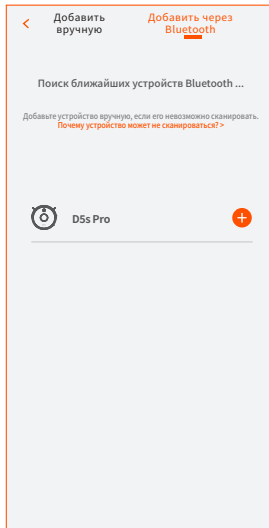 Добавить
вручную
Добавить через
Bluetooth
Поиск ближайших устройств Bluetooth ...
Добавьте устройство вручную, если его невозможно сканировать.
Почему устройство может не сканироваться? >
D5s Pro